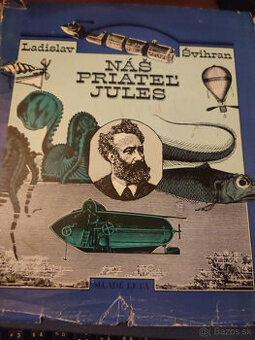 Ladislav Švihran
NÁŠ
PRIATEĽ
JULES
MLADÉ LETÁ
Bazos.sk